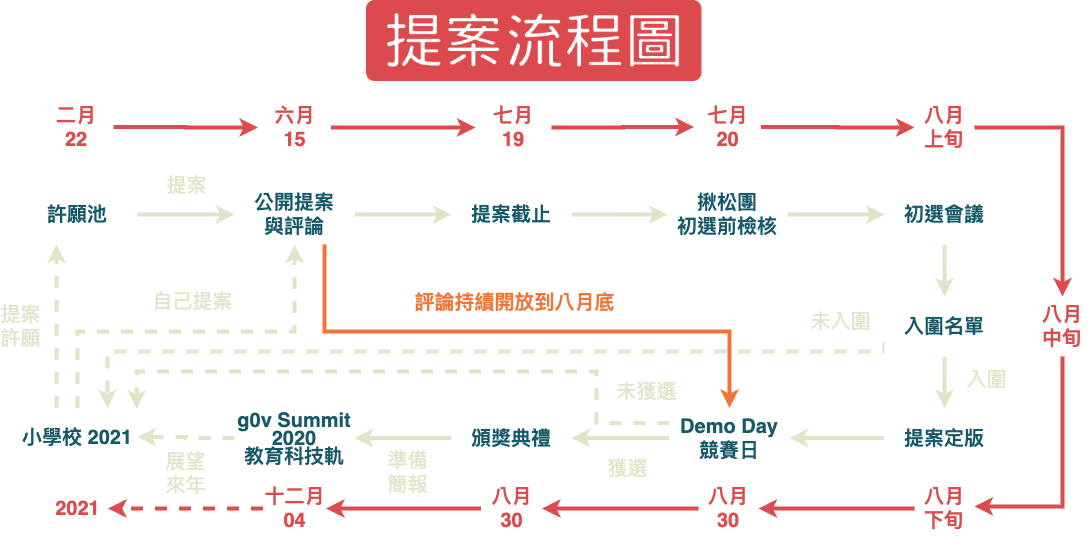 提案流程圖
二月
22
六月
15
七月
19
七月
20
八月
上旬
許願池
提案
公開提案
與評論
提案截止
揪松團
初選前檢核
初選會議
提案
許願
自己提案
評論持續開放到八月底
未入圍
入圍名單
八月
中旬
入圍
未獲選
小學校 2021
展望
來年
g0v Summit
2020
教育科技軌
準備
簡報
頒獎典禮
獲選
Demo Day
競賽日
提案定版
2021
十二月
04
八月
30
八月
30
八月
下旬